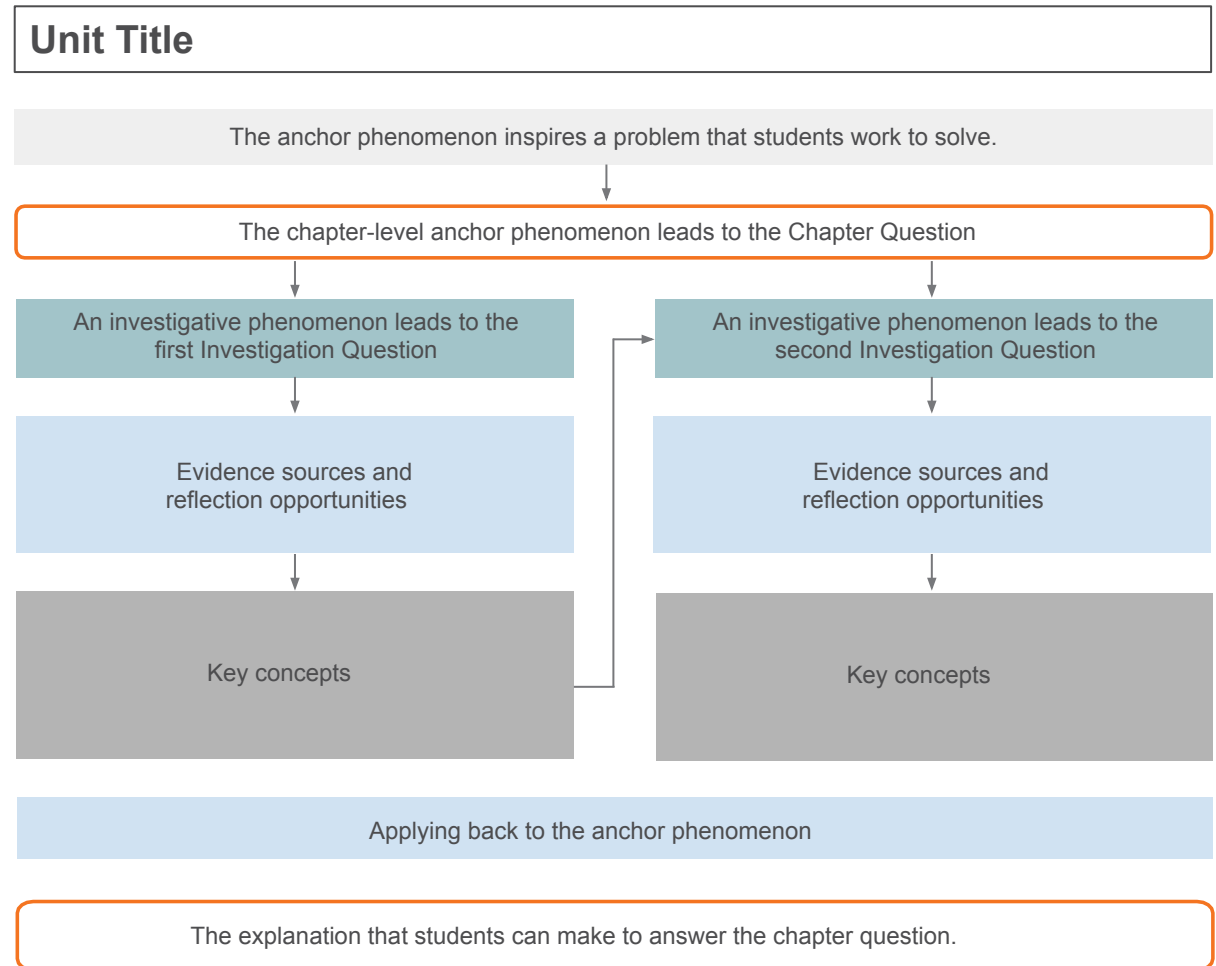 Unit Title
The anchor phenomenon inspires a problem that students work to solve.
The chapter-level anchor phenomenon leads to the Chapter Question
An investigative phenomenon leads to the
first Investigation Question
Evidence sources and
reflection opportunities
Key concepts
An investigative phenomenon leads to the
second Investigation Question
Evidence sources and
reflection opportunities
Key concepts
Applying back to the anchor phenomenon
The explanation that students can make to answer the chapter question.